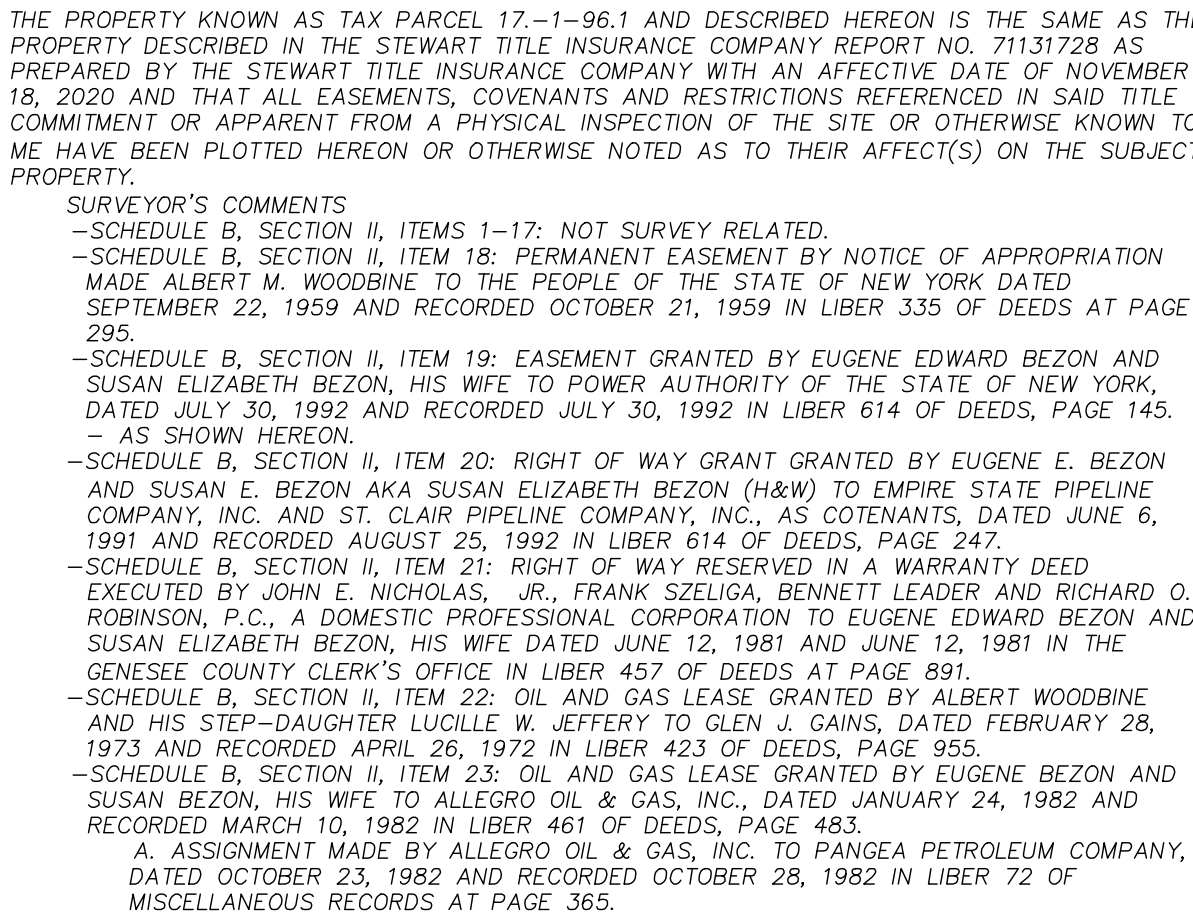 THE PROPERTY KNOWN AS TAX PARCEL 17.-1-96.1 AND DESCRIBED HEREON IS THE SAME AS THE
PROPERTY DESCRIBED IN THE STEWART TITLE INSURANCE COMPANY REPORT NO. 71131728 AS
PREPARED BY THE STEWART TITLE INSURANCE COMPANY WITH AN AFFECTIVE DATE OF NOVEMBER
18, 2020 AND THAT ALL EASEMENTS, COVENANTS AND RESTRICTIONS REFERENCED IN SAID TITLE
COMMITMENT OR APPARENT FROM A PHYSICAL INSPECTION OF THE SITE OR OTHERWISE KNOWN TO
ME HAVE BEEN PLOTTED HEREON OR OTHERWISE NOTED AS TO THEIR AFFECT(S) ON THE SUBJECT
PROPERTY.
SURVEYOR'S COMMENTS
-SCHEDULE B, SECTION II, ITEMS 1-17: NOT SURVEY RELATED.
-SCHEDULE B, SECTION II, ITEM 18: PERMANENT EASEMENT BY NOTICE OF APPROPRIATION
MADE ALBERT M. WOODBINE TO THE PEOPLE OF THE STATE OF NEW YORK DATED
SEPTEMBER 22, 1959 AND RECORDED OCTOBER 21, 1959 IN LIBER 335 OF DEEDS AT PAGE
295.
-SCHEDULE B, SECTION II, ITEM 19: EASEMENT GRANTED BY EUGENE EDWARD BEZON AND
SUSAN ELIZABETH BEZON, HIS WIFE TO POWER AUTHORITY OF THE STATE OF NEW YORK,
DATED JULY 30, 1992 AND RECORDED JULY 30, 1992 IN LIBER 614 OF DEEDS, PAGE 145.
- AS SHOWN HEREON.
-SCHEDULE B, SECTION II, ITEM 20: RIGHT OF WAY GRANT GRANTED BY EUGENE E. BEZON
AND SUSAN E. BEZON AKA SUSAN ELIZABETH BEZON (H&W) TO EMPIRE STATE PIPELINE
COMPANY, INC. AND ST. CLAIR PIPELINE COMPANY, INC., AS COTENANTS, DATED JUNE 6,
1991 AND RECORDED AUGUST 25, 1992 IN LIBER 614 OF DEEDS, PAGE 247.
-SCHEDULE B, SECTION II, ITEM 21: RIGHT OF WAY RESERVED IN A WARRANTY DEED
EXECUTED BY JOHN E. NICHOLAS, JR., FRANK SZELIGA, BENNETT LEADER AND RICHARD O.
ROBINSON, P.C., A DOMESTIC PROFESSIONAL CORPORATION TO EUGENE EDWARD BEZON AND
SUSAN ELIZABETH BEZON, HIS WIFE DATED JUNE 12, 1981 AND JUNE 12, 1981 IN THE
GENESEE COUNTY CLERK'S OFFICE IN LIBER 457 OF DEEDS AT PAGE 891.
-SCHEDULE B, SECTION II, ITEM 22: OIL AND GAS LEASE GRANTED BY ALBERT WOODBINE
AND HIS STEP-DAUGHTER LUCILLE W. JEFFERY TO GLEN J. GAINS, DATED FEBRUARY 28,
1973 AND RECORDED APRIL 26, 1972 IN LIBER 423 OF DEEDS, PAGE 955.
-SCHEDULE B, SECTION II, ITEM 23: OIL AND GAS LEASE GRANTED BY EUGENE BEZON AND
SUSAN BEZON, HIS WIFE TO ALLEGRO OIL & GAS, INC., DATED JANUARY 24, 1982 AND
RECORDED MARCH 10, 1982 IN LIBER 461 OF DEEDS, PAGE 483.
A. ASSIGNMENT MADE BY ALLEGRO OIL & GAS, INC. TO PANGEA PETROLEUM COMPANY,
DATED OCTOBER 23, 1982 AND RECORDED OCTOBER 28, 1982 IN LIBER 72 OF
MISCELLANEOUS RECORDS AT PAGE 365.